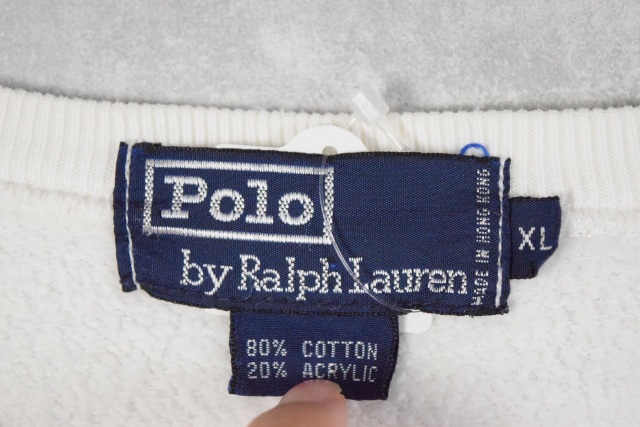 Polo
by Ralph Lauren
MADE IN HONG KONG
XL
80% COTTON
20% ACRYLIC